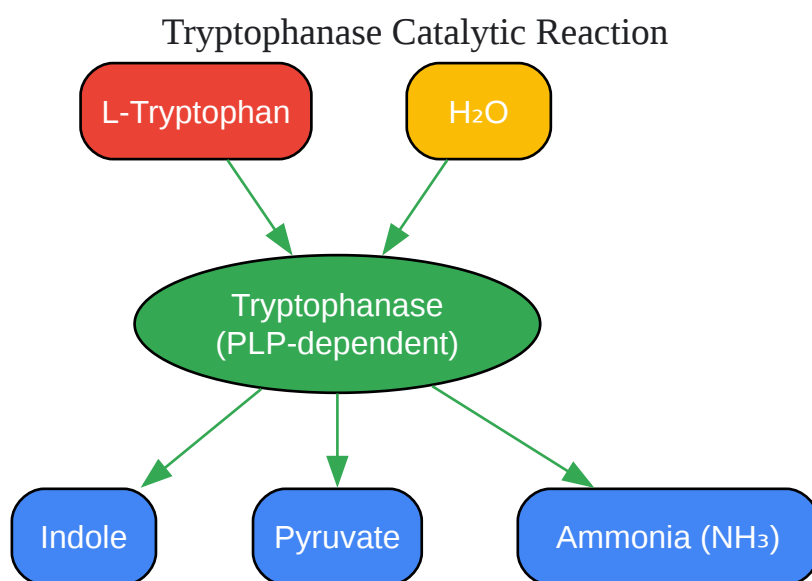 Tryptophanase Catalytic Reaction
L-Tryptophan
H₂O
Tryptophanase
(PLP-dependent)
Indole
Pyruvate
Ammonia (NH₃)